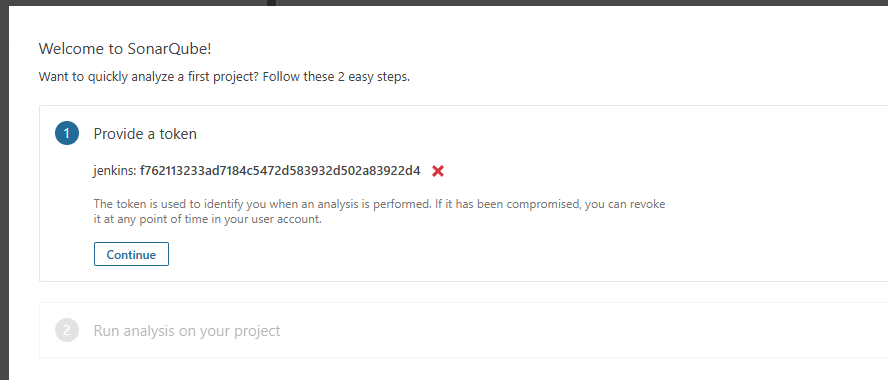 Welcome to SonarQube!
Want to quickly analyze a first project? Follow these 2 easy steps.
1 Provide a token
jenkins: f762113233ad7184c5472d583932d502a83922d4
The token is used to identify you when an analysis is performed. If it has been compromised, you can revoke
it at any point of time in your user account.
Continue
2 Run analysis on your project